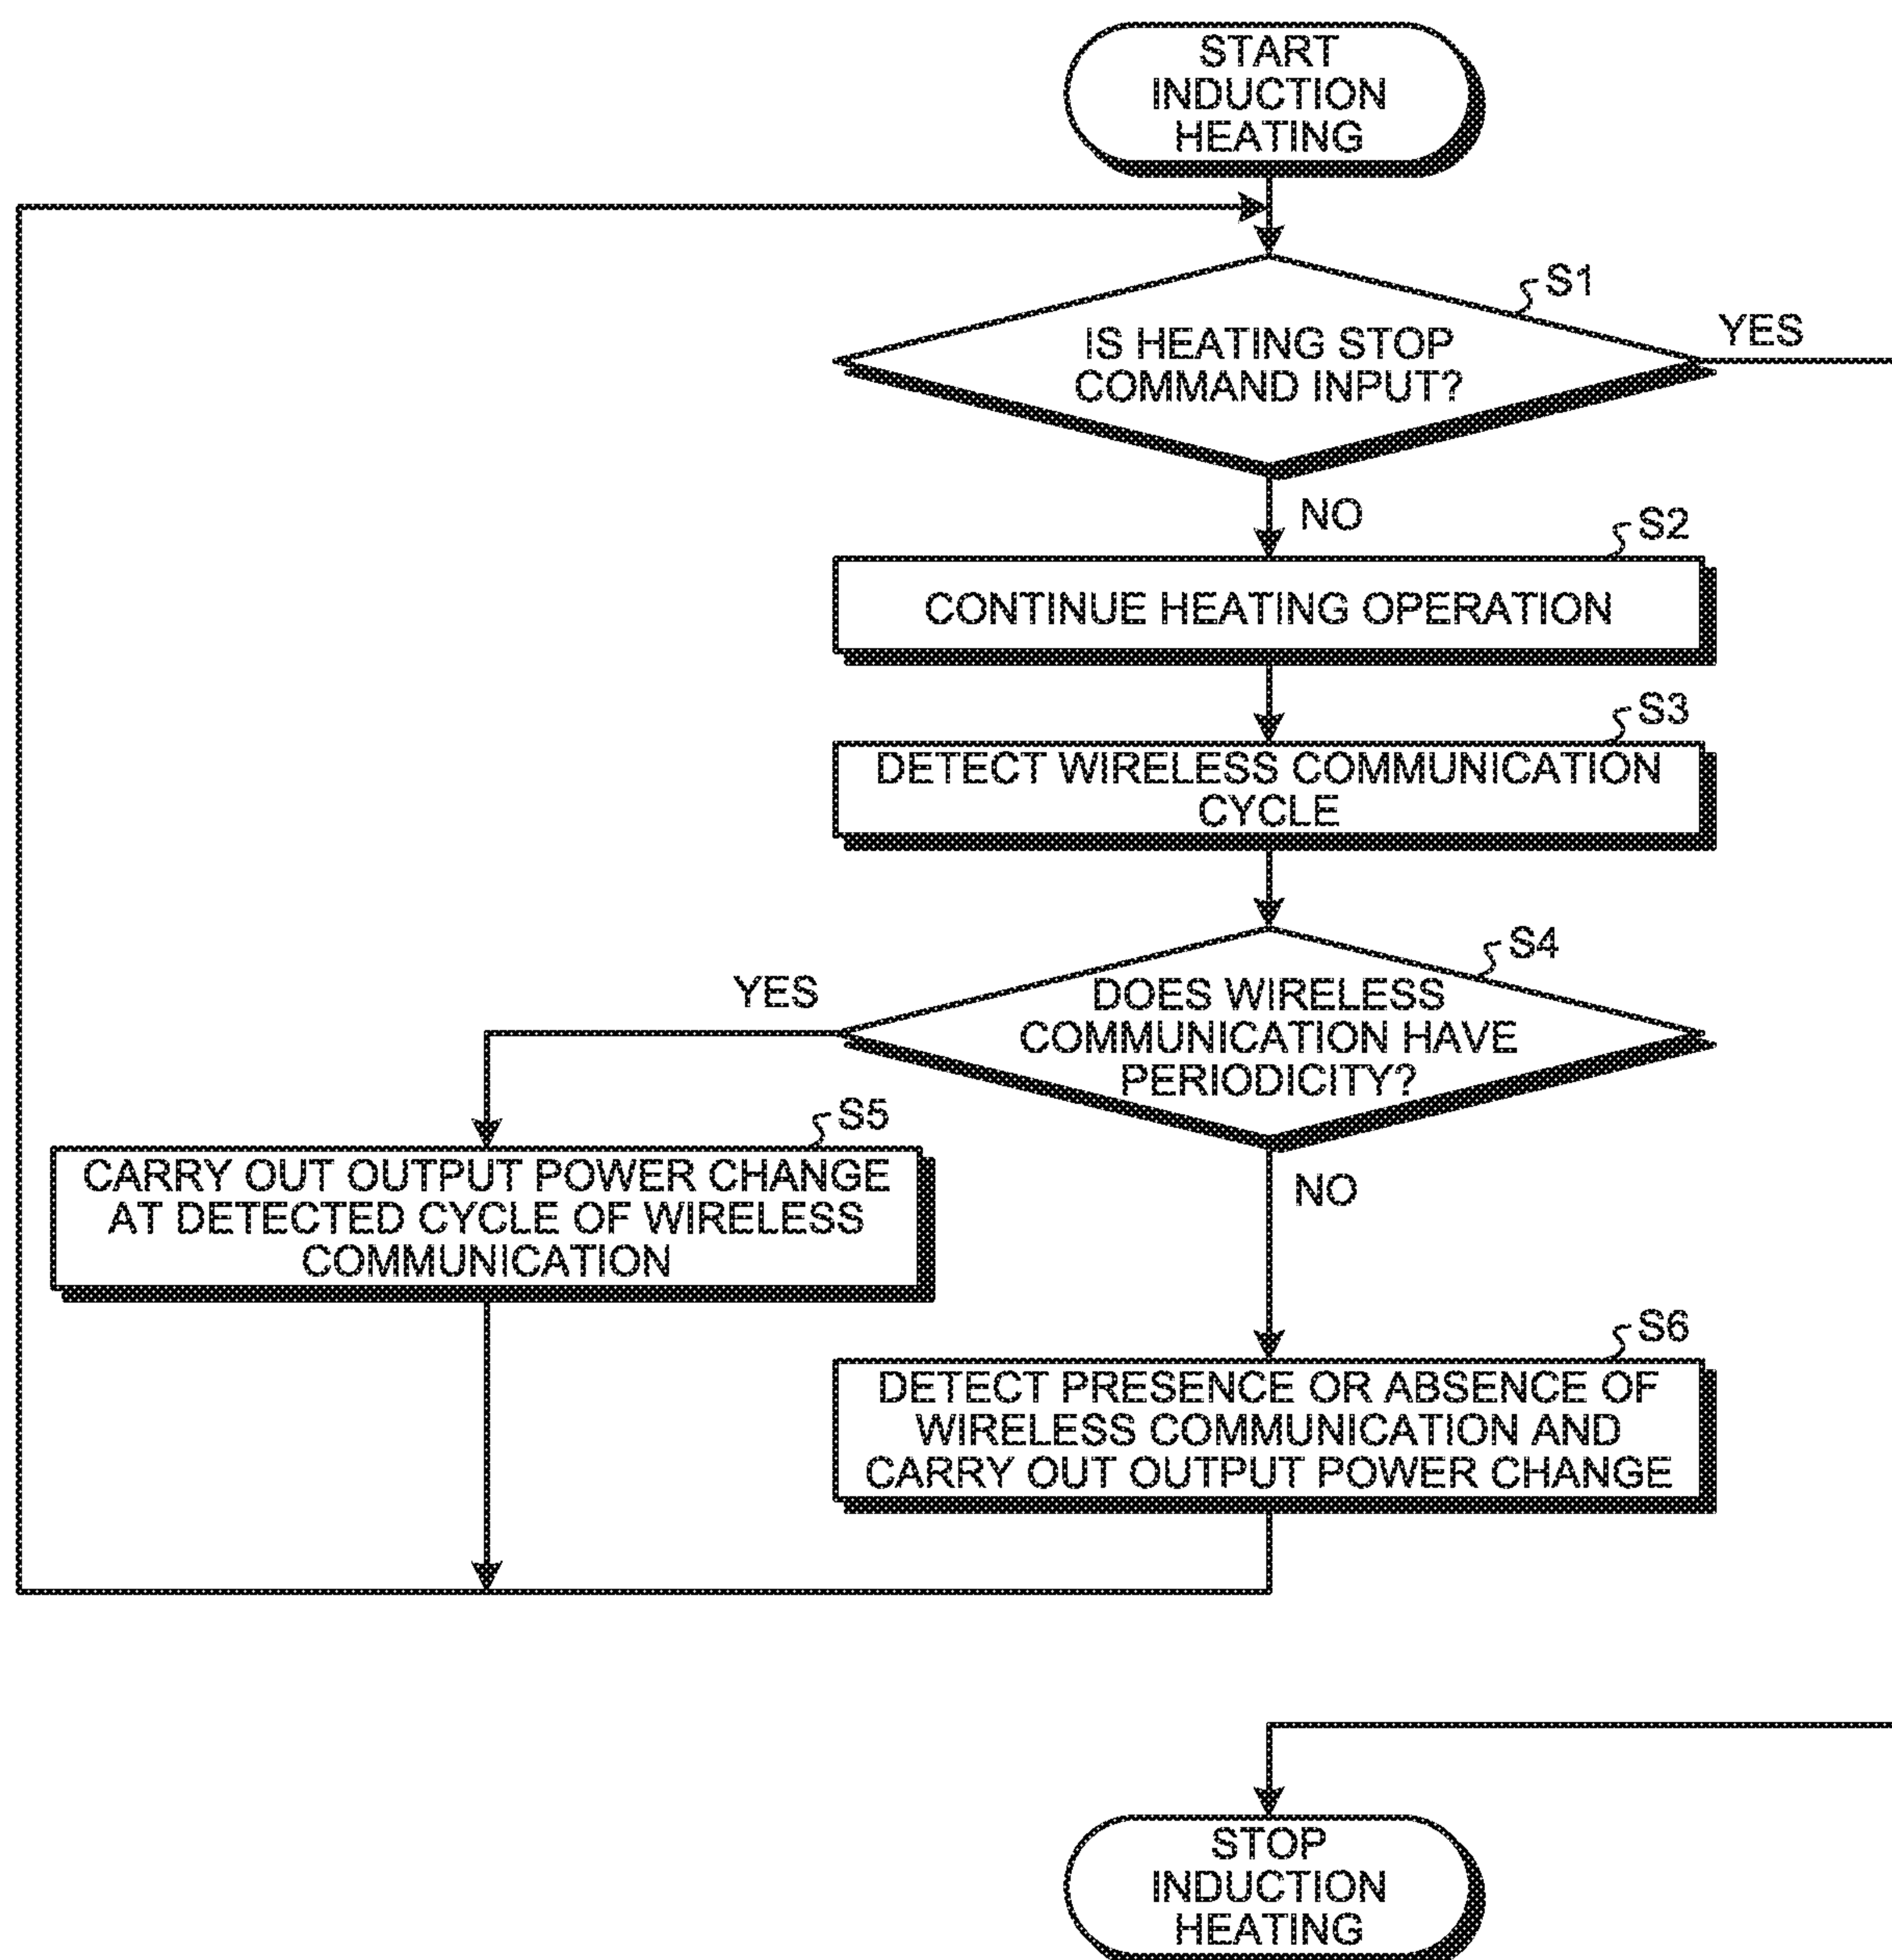 START
INDUCTION
HEATING
S1
IS HEATING STOP
COMMAND INPUT?
YES
NO
S2
CONTINUE HEATING OPERATION
S3
DETECT WIRELESS COMMUNICATION
CYCLE
S4
DOES WIRELESS
COMMUNICATION HAVE
PERIODICITY?
YES
NO
S5
CARRY OUT OUTPUT POWER CHANGE
AT DETECTED CYCLE OF WIRELESS
COMMUNICATION
S6
DETECT PRESENCE OR ABSENCE OF
WIRELESS COMMUNICATION AND
CARRY OUT OUTPUT POWER CHANGE
STOP
INDUCTION
HEATING